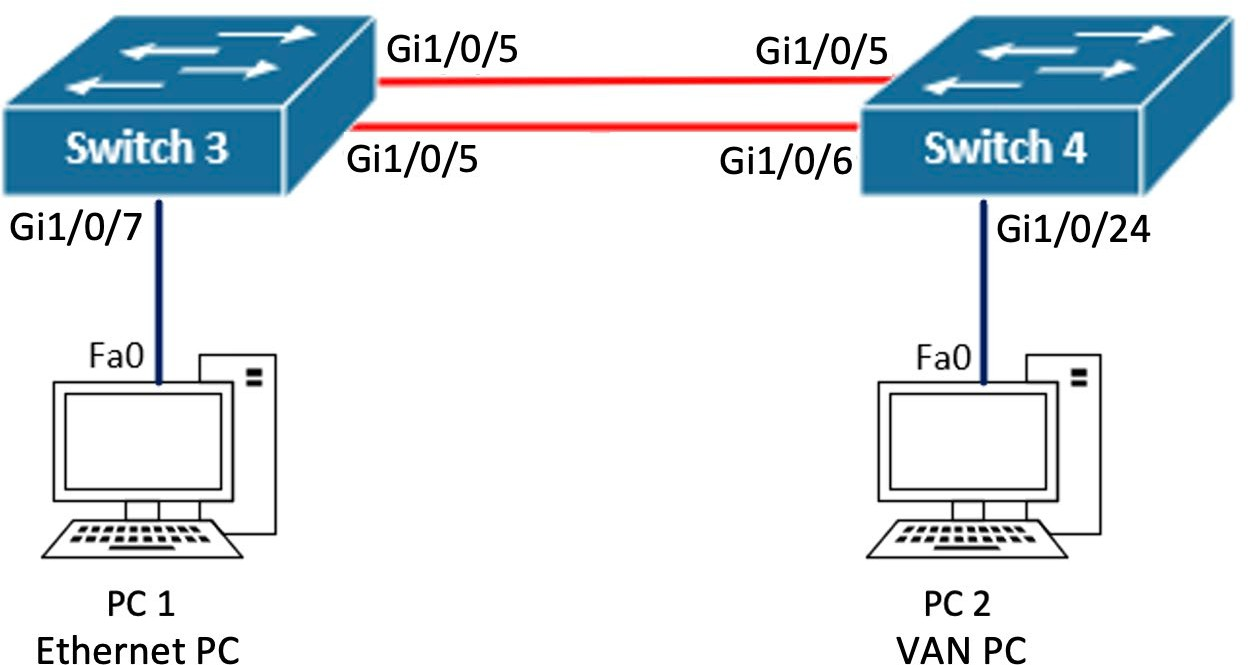 Gi1/0/5
Gi1/0/5
Switch 3
Switch 4
Gi1/0/5
Gi1/0/6
Gi1/0/7
Gi1/0/24
Fa0
Fa0
PC 1
PC 2
Ethernet PC
VAN PC